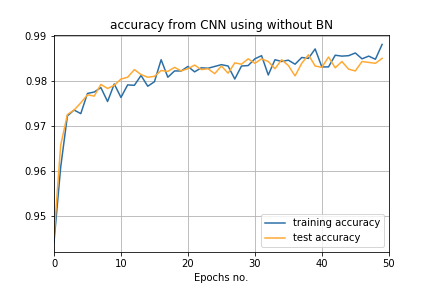 accuracy from CNN using without BN
0.99
0.98
0.97
0.96
0.95
training accuracy
test accuracy
0 10 20 30 40 50
Epochs no.